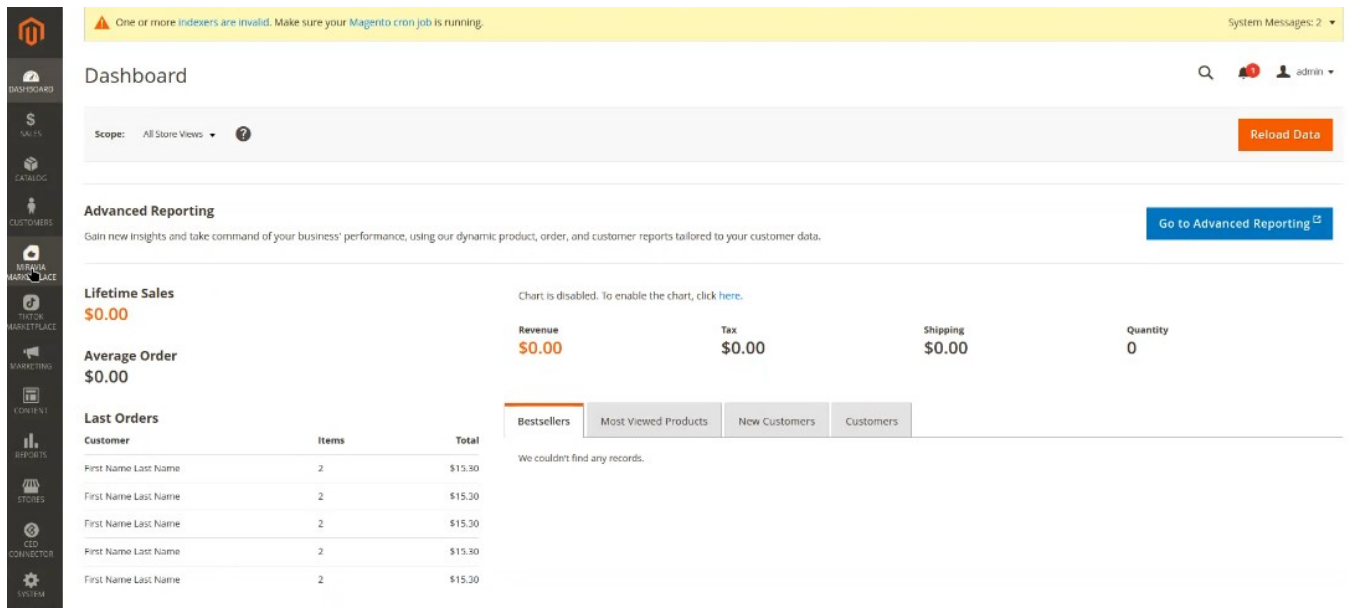 One or more indexers are invalid. Make sure your Magento cron job is running.
System Messages: 2
Dashboard
1
admin
Scope: All Store Views ?
Reload Data
Advanced Reporting
Go to Advanced Reporting
Gain new insights and take command of your business' performance, using our dynamic product, order, and customer reports tailored to your customer data.
DASHBOARD
SALES
CATALOG
CUSTOMERS
MIRAVIA
MARKETPLACE
TIKTOK
MARKETPLACE
MARKETING
CONTENT
REPORTS
STORES
CED
CONNECTOR
SYSTEM
Lifetime Sales
$0.00
Average Order
$0.00
Chart is disabled. To enable the chart, click here.
Revenue Tax Shipping Quantity
$0.00 $0.00 $0.00 0
Last Orders
Customer Items Total
First Name Last Name 2 $15.30
First Name Last Name 2 $15.30
First Name Last Name 2 $15.30
First Name Last Name 2 $15.30
First Name Last Name 2 $15.30
Bestsellers Most Viewed Products New Customers Customers
We couldn't find any records.